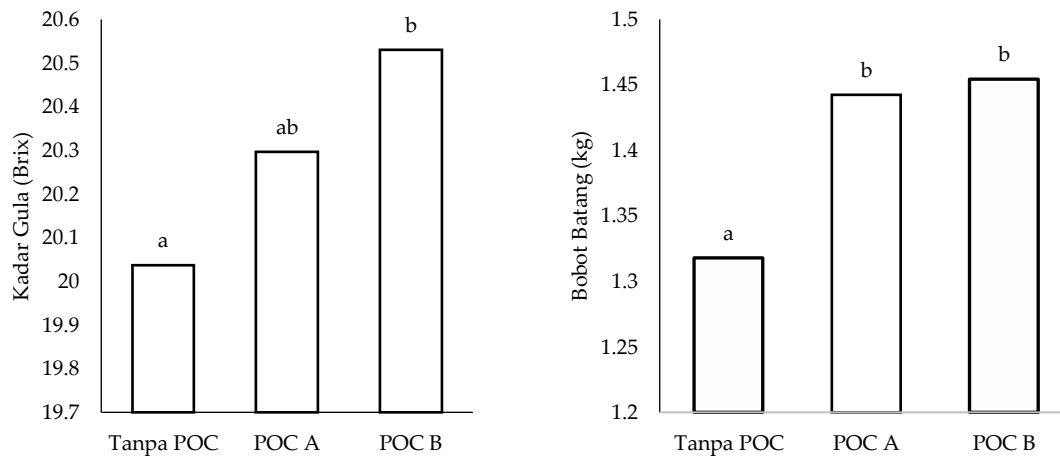 Kadar Gula (Brix)
20.6
20.5
20.4
20.3
20.2
20.1
20
19.9
19.8
19.7
a
ab
b
Tanpa POC
POC A
POC B
Bobot Batang (kg)
1.5
1.45
1.4
1.35
1.3
1.25
1.2
a
b
b
Tanpa POC
POC A
POC B